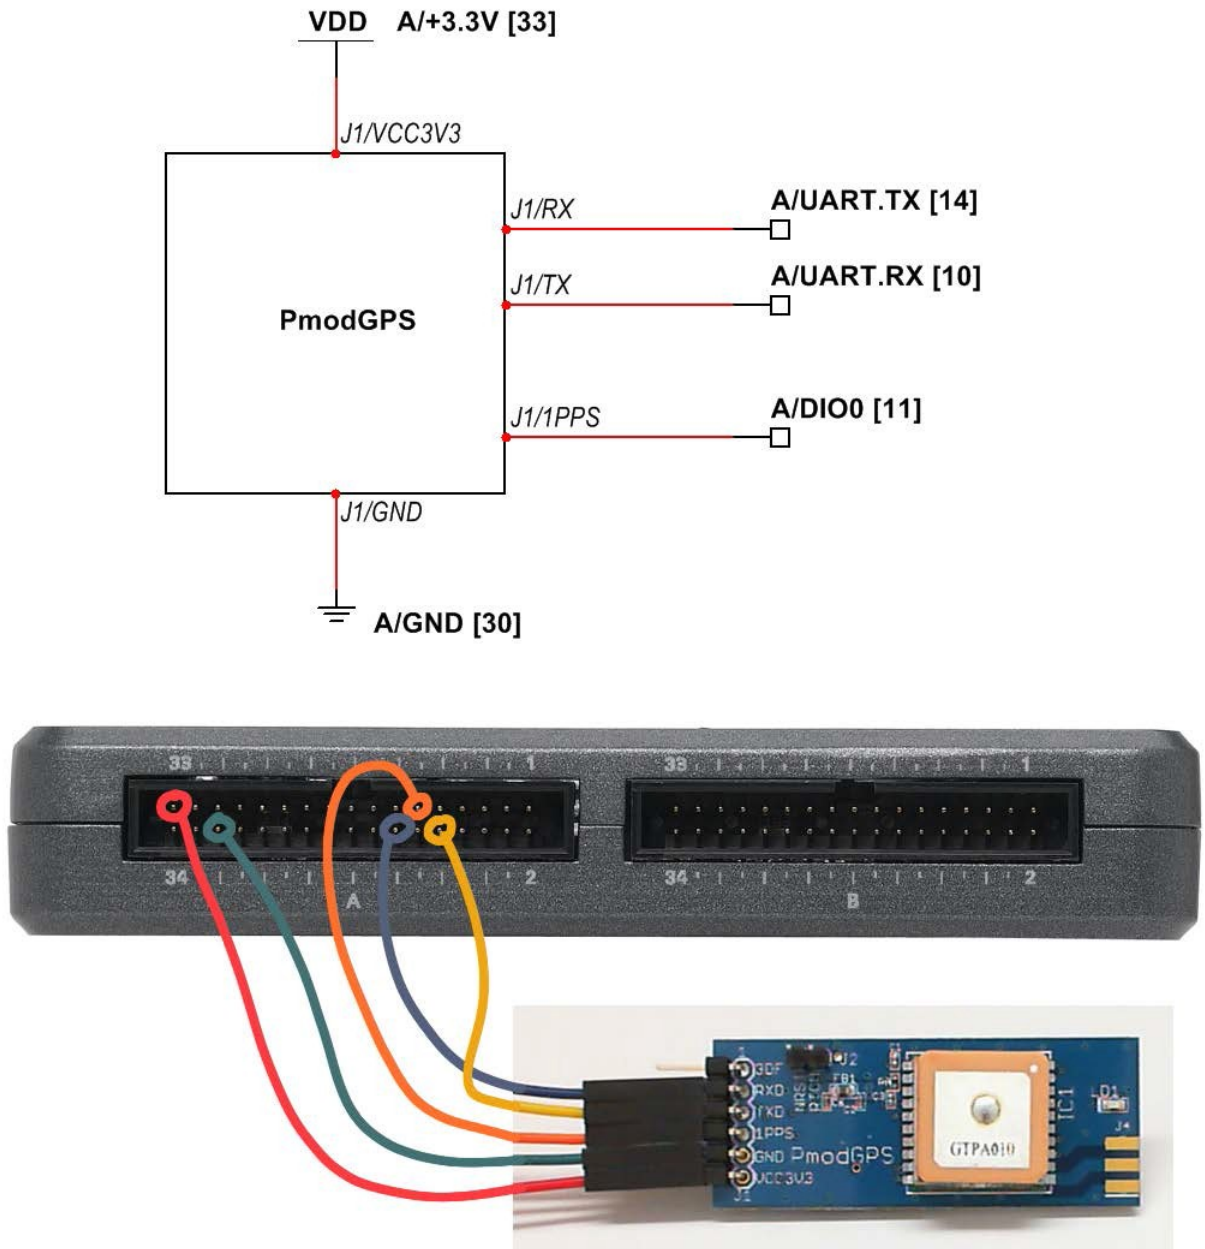 VDD A/+3.3V [33]
J1/VCC3V3
J1/RX
A/UART.TX [14]
J1/TX
A/UART.RX [10]
PmodGPS
J1/1PPS
A/DIO0 [11]
J1/GND
A/GND [30]
33 1 33 1
34 2 34 2
A B
3DF
RXD
TXD
1PPS
GND PmodGPS
VCC3V3
J1
J2
FB1
C2
IC1
D1
J4
GTPA010